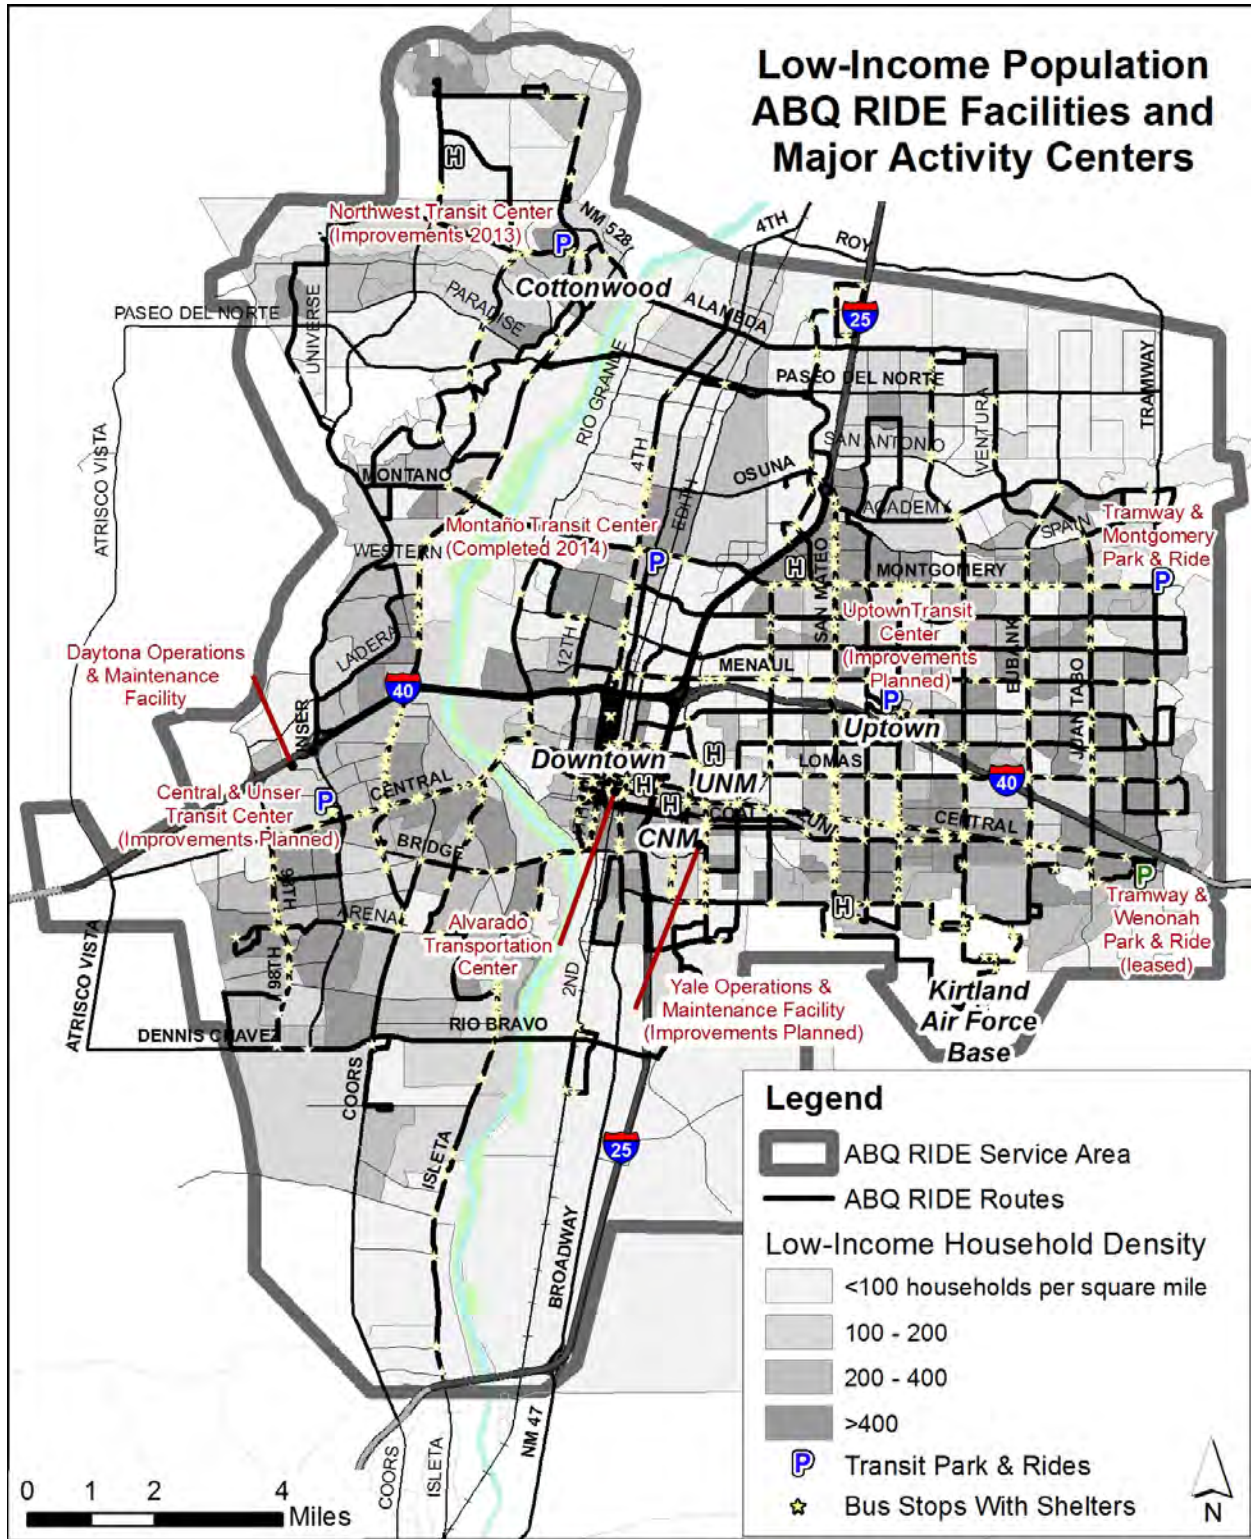 Low-Income Population
ABQ RIDE Facilities and
Major Activity Centers
H
Northwest Transit Center
(Improvements 2013)
P
NM 528
4TH
ROY
Cottonwood
PARADISE
ALAMEDA
25
PASEO DEL NORTE
UNIVERSE
RIO GRANDE
PASEO DEL NORTE
TRAMWAY
VENTURA
SAN ANTONIO
ATRISCO VISTA
4TH
MONTANO
OSUNA
EDITH
ACADEMY
SPAIN
Tramway &
Montgomery
Park & Ride
P
Montaño Transit Center
(Completed 2014)
P
WESTERN
H
SAN MATEO
MONTGOMERY
UptownTransit
Center
(Improvements
Planned)
P
EUBANK
JUAN TABO
12TH
LADERA
MENAUL
Daytona Operations
& Maintenance
Facility
40
UNSER
Uptown
Downtown
H
UNM
LOMAS
40
H
H
Central & Unser
Transit Center
(Improvements Planned)
P
CENTRAL
COAL
ZUNI
CENTRAL
BRIDGE
CNM
98TH
P
Tramway &
Wenonah
Park & Ride
(leased)
ARENAL
H
Alvarado
Transportation
Center
ATRISCO VISTA
98TH
2ND
Yale Operations &
Maintenance Facility
(Improvements Planned)
Kirtland
Air Force
Base
DENNIS CHAVEZ
RIO BRAVO
COORS
25
ISLETA
BROADWAY
NM 47
COORS
ISLETA
Legend
ABQ RIDE Service Area
ABQ RIDE Routes
Low-Income Household Density
<100 households per square mile
100 - 200
200 - 400
>400
P Transit Park & Rides
Bus Stops With Shelters
N
0 1 2 4
Miles